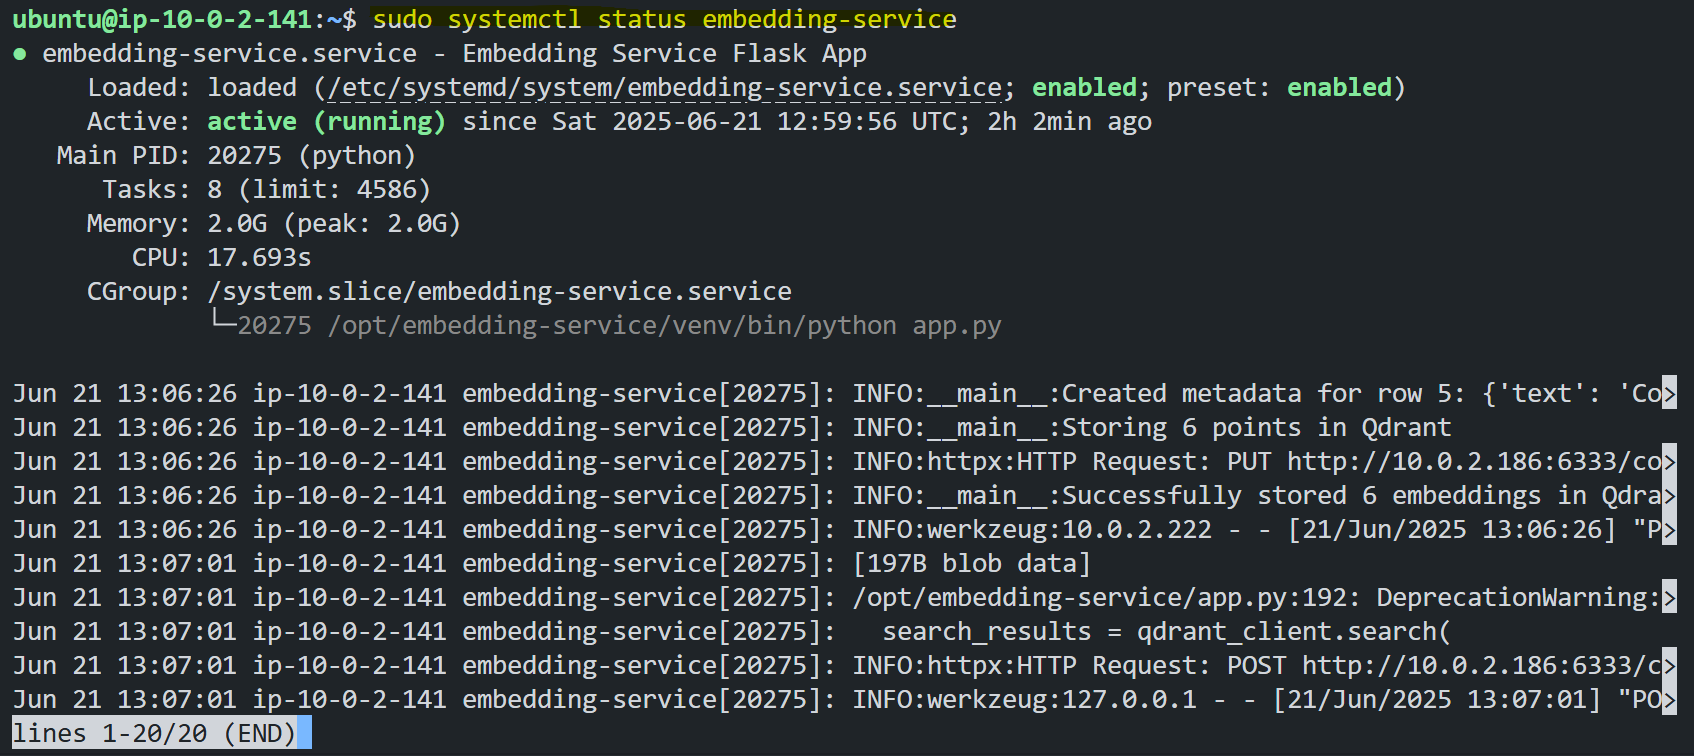 ubuntu@ip-10-0-2-141:~$ sudo systemctl status embedding-service
● embedding-service.service - Embedding Service Flask App
     Loaded: loaded (/etc/systemd/system/embedding-service.service; enabled; preset: enabled)
     Active: active (running) since Sat 2025-06-21 12:59:56 UTC; 2h 2min ago
   Main PID: 20275 (python)
      Tasks: 8 (limit: 4586)
     Memory: 2.0G (peak: 2.0G)
        CPU: 17.693s
     CGroup: /system.slice/embedding-service.service
             └─20275 /opt/embedding-service/venv/bin/python app.py

Jun 21 13:06:26 ip-10-0-2-141 embedding-service[20275]: INFO:__main__:Created metadata for row 5: {'text': 'Co>
Jun 21 13:06:26 ip-10-0-2-141 embedding-service[20275]: INFO:__main__:Storing 6 points in Qdrant
Jun 21 13:06:26 ip-10-0-2-141 embedding-service[20275]: INFO:httpx:HTTP Request: PUT http://10.0.2.186:6333/co>
Jun 21 13:06:26 ip-10-0-2-141 embedding-service[20275]: INFO:__main__:Successfully stored 6 embeddings in Qdra>
Jun 21 13:06:26 ip-10-0-2-141 embedding-service[20275]: INFO:werkzeug:10.0.2.222 - - [21/Jun/2025 13:06:26] "P>
Jun 21 13:07:01 ip-10-0-2-141 embedding-service[20275]: [197B blob data]
Jun 21 13:07:01 ip-10-0-2-141 embedding-service[20275]: /opt/embedding-service/app.py:192: DeprecationWarning:>
Jun 21 13:07:01 ip-10-0-2-141 embedding-service[20275]:   search_results = qdrant_client.search(
Jun 21 13:07:01 ip-10-0-2-141 embedding-service[20275]: INFO:httpx:HTTP Request: POST http://10.0.2.186:6333/c>
Jun 21 13:07:01 ip-10-0-2-141 embedding-service[20275]: INFO:werkzeug:127.0.0.1 - - [21/Jun/2025 13:07:01] "PO>
lines 1-20/20 (END)